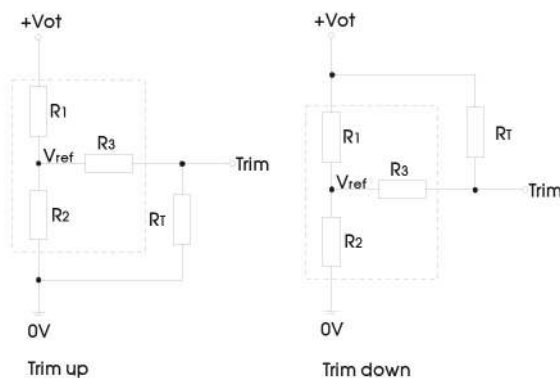 +Vot
R1
Vref
R3
Trim
R2
RT
0V
Trim up
+Vot
R1
RT
Vref
R3
Trim
R2
0V
Trim down